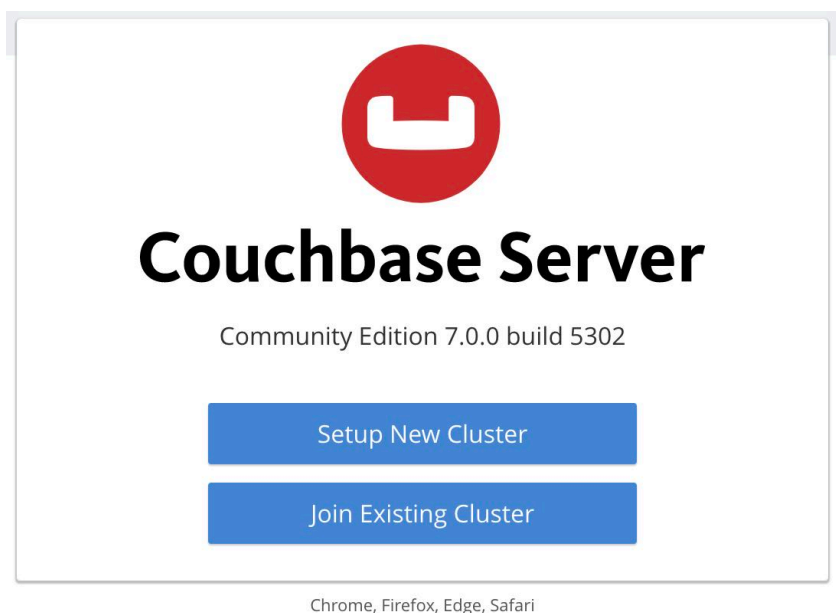 Couchbase Server
Community Edition 7.0.0 build 5302
Setup New Cluster
Join Existing Cluster
Chrome, Firefox, Edge, Safari